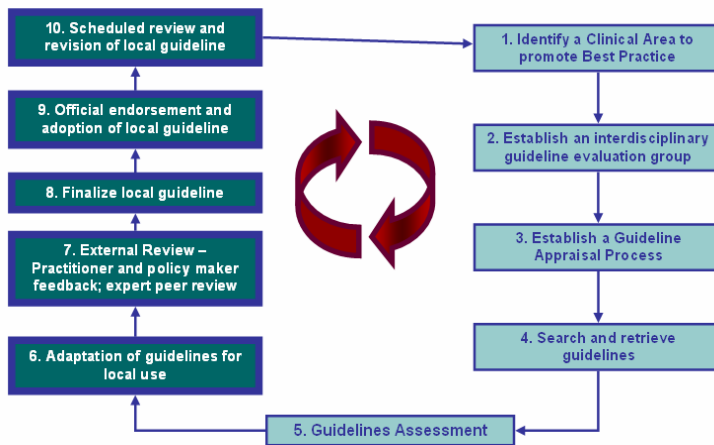 10. Scheduled review and
revision of local guideline
1. Identify a Clinical Area to
promote Best Practice
9. Official endorsement and
adoption of local guideline
2. Establish an interdisciplinary
guideline evaluation group
8. Finalize local guideline
3. Establish a Guideline
Appraisal Process
7. External Review –
Practitioner and policy maker
feedback; expert peer review
4. Search and retrieve
guidelines
6. Adaptation of guidelines for
local use
5. Guidelines Assessment